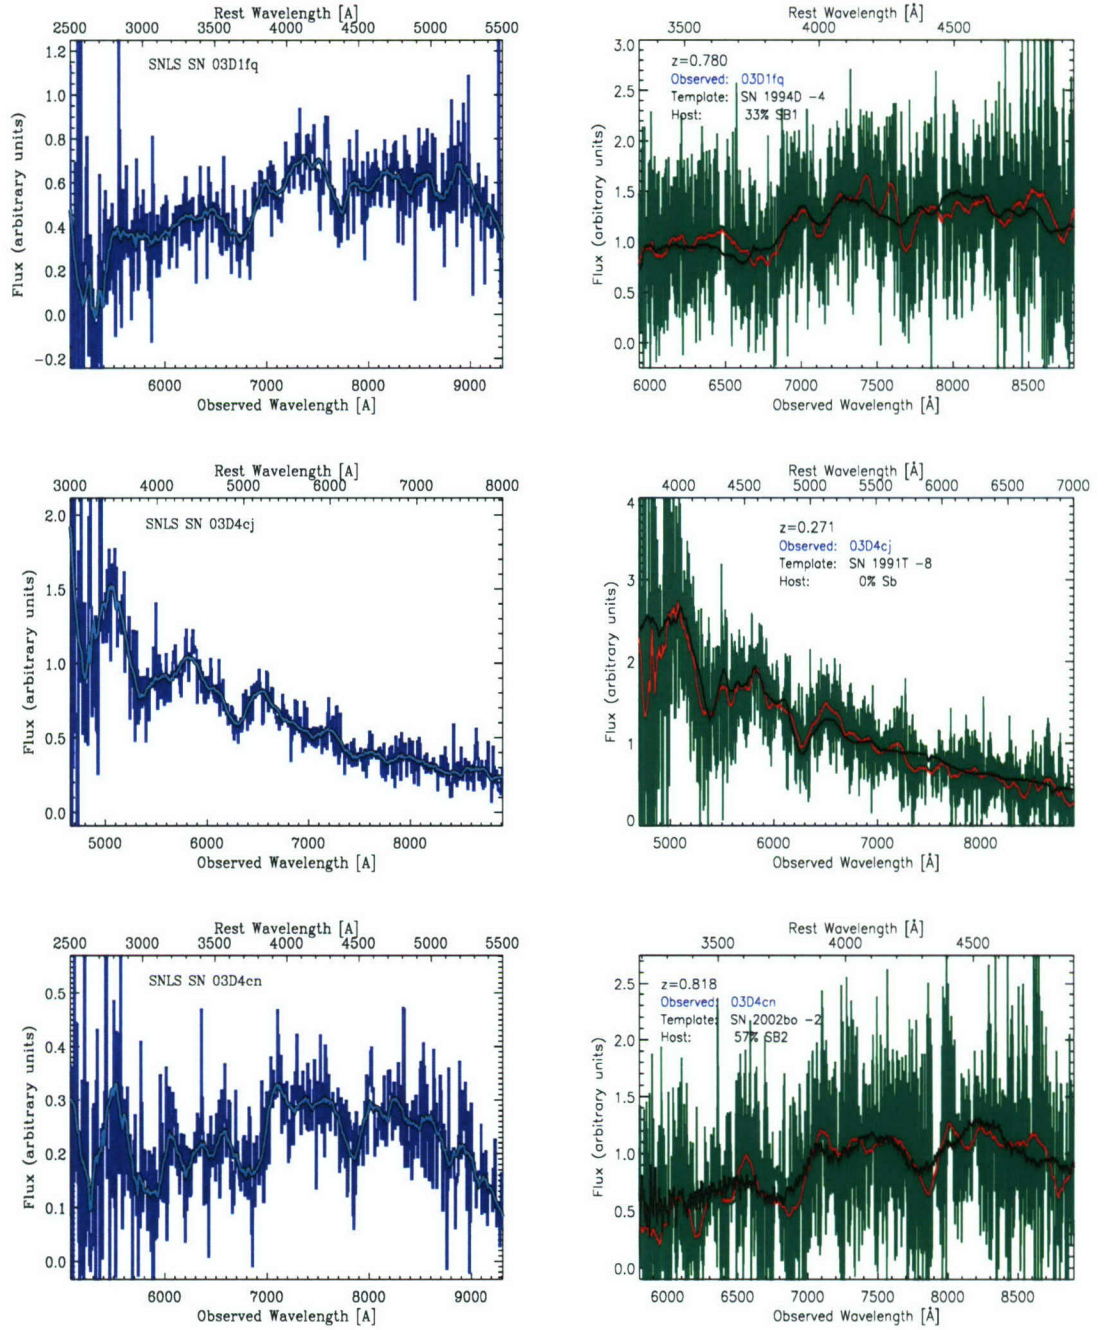 Rest Wavelength [A]
2500 3000 3500 4000 4500 5000 5500
SNLS SN 03D1fq
Flux (arbitrary units)
1.2
1.0
0.8
0.6
0.4
0.2
0.0
−0.2
6000 7000 8000 9000
Observed Wavelength [A]
Rest Wavelength [Å]
3500 4000 4500
z=0.780
Observed: 03D1fq
Template: SN 1994D −4
Host: 33% SB1
Flux (arbitrary units)
3.0
2.5
2.0
1.5
1.0
0.5
0.0
6000 6500 7000 7500 8000 8500
Observed Wavelength [Å]
Rest Wavelength [A]
3000 4000 5000 6000 7000 8000
SNLS SN 03D4cj
Flux (arbitrary units)
2.0
1.5
1.0
0.5
0.0
5000 6000 7000 8000
Observed Wavelength [A]
Rest Wavelength [Å]
4000 4500 5000 5500 6000 6500 7000
z=0.271
Observed: 03D4cj
Template: SN 1991T −8
Host: 0% Sb
Flux (arbitrary units)
4
3
2
1
0
5000 6000 7000 8000
Observed Wavelength [Å]
Rest Wavelength [A]
2500 3000 3500 4000 4500 5000 5500
SNLS SN 03D4cn
Flux (arbitrary units)
0.5
0.4
0.3
0.2
0.1
0.0
6000 7000 8000 9000
Observed Wavelength [A]
Rest Wavelength [Å]
3500 4000 4500
z=0.818
Observed: 03D4cn
Template: SN 2002bo −2
Host: 57% SB2
Flux (arbitrary units)
2.5
2.0
1.5
1.0
0.5
0.0
6000 6500 7000 7500 8000 8500
Observed Wavelength [Å]